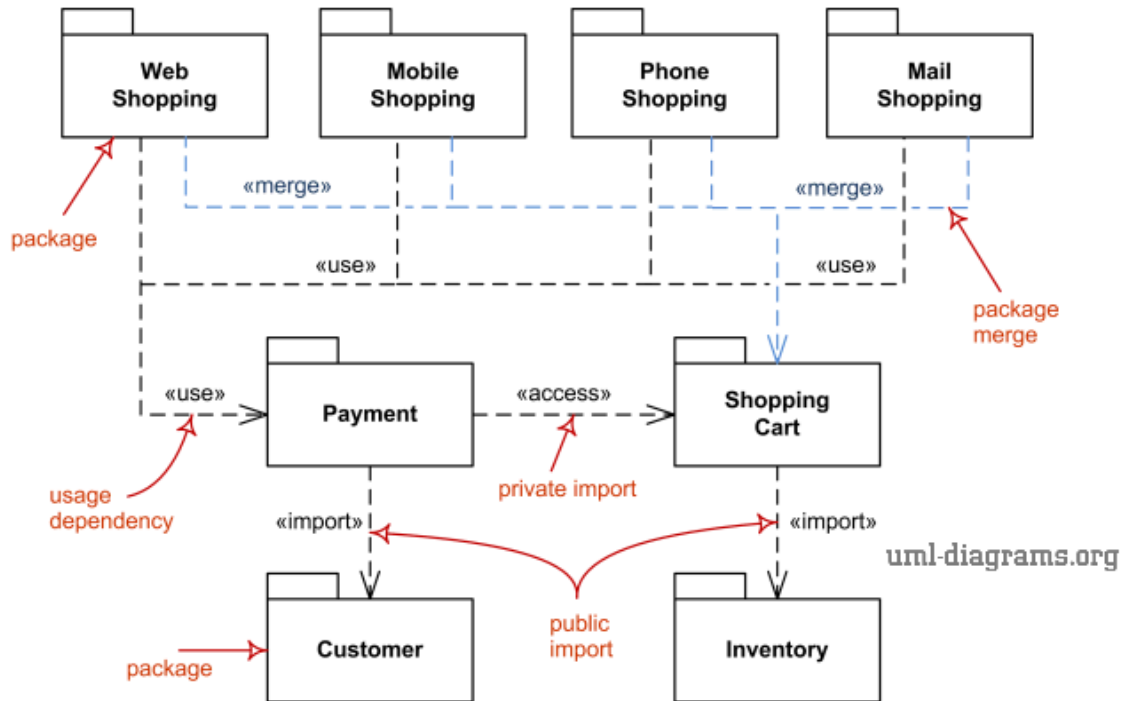 Web
Shopping
Mobile
Shopping
Phone
Shopping
Mail
Shopping
«merge»
«merge»
package
«use»
«use»
package
merge
«use»
Payment
«access»
Shopping
Cart
usage
dependency
private import
«import»
«import»
uml-diagrams.org
public
import
package
Customer
Inventory